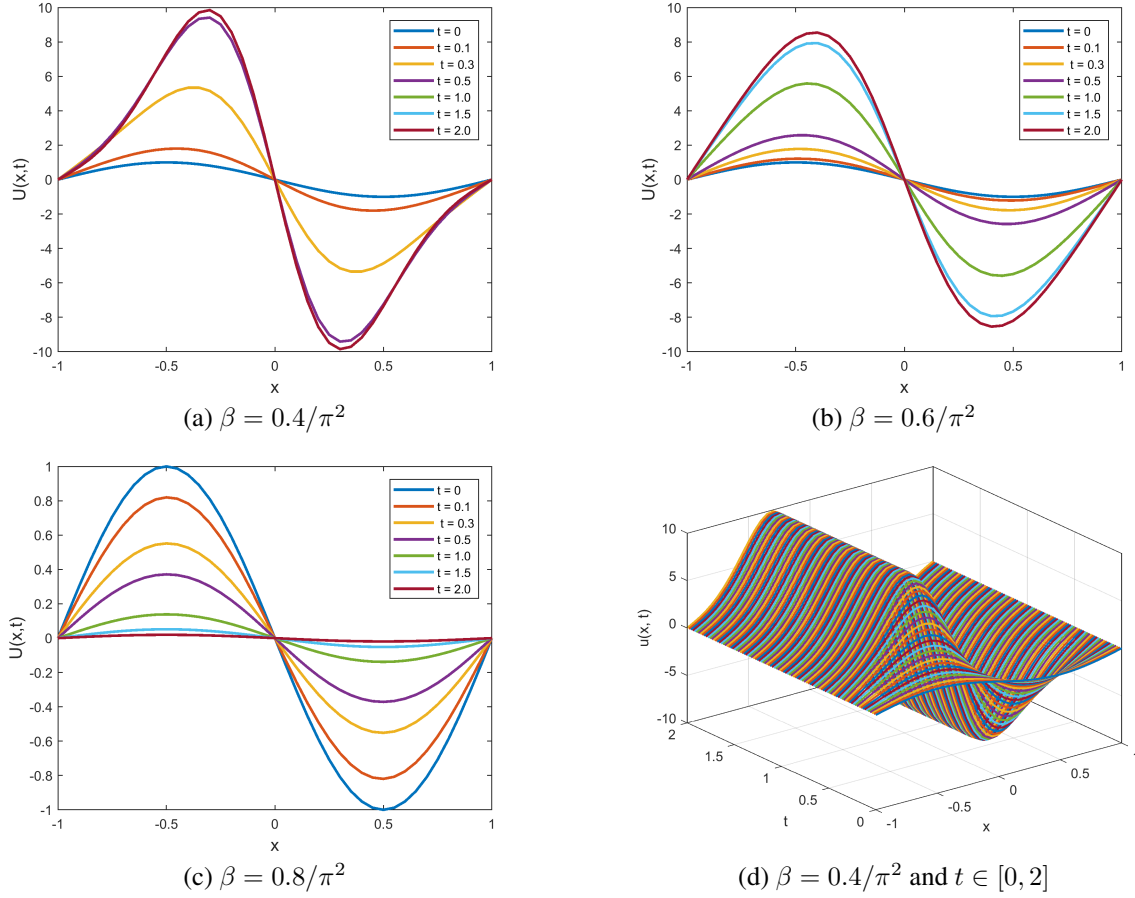 10
8
6
4
2
0
-2
-4
-6
-8
-10
U(x,t)
-1 -0.5 0 0.5 1
x
t = 0
t = 0.1
t = 0.3
t = 0.5
t = 1.0
t = 1.5
t = 2.0
(a) β = 0.4/π²
10
8
6
4
2
0
-2
-4
-6
-8
-10
U(x,t)
-1 -0.5 0 0.5 1
x
t = 0
t = 0.1
t = 0.3
t = 0.5
t = 1.0
t = 1.5
t = 2.0
(b) β = 0.6/π²
1
0.8
0.6
0.4
0.2
0
-0.2
-0.4
-0.6
-0.8
-1
U(x,t)
-1 -0.5 0 0.5 1
x
t = 0
t = 0.1
t = 0.3
t = 0.5
t = 1.0
t = 1.5
t = 2.0
(c) β = 0.8/π²
10
5
0
-5
-10
u(x, t)
2
1.5
1
0.5
0
t
-1
-0.5
0
0.5
x
(d) β = 0.4/π² and t ∈ [0, 2]